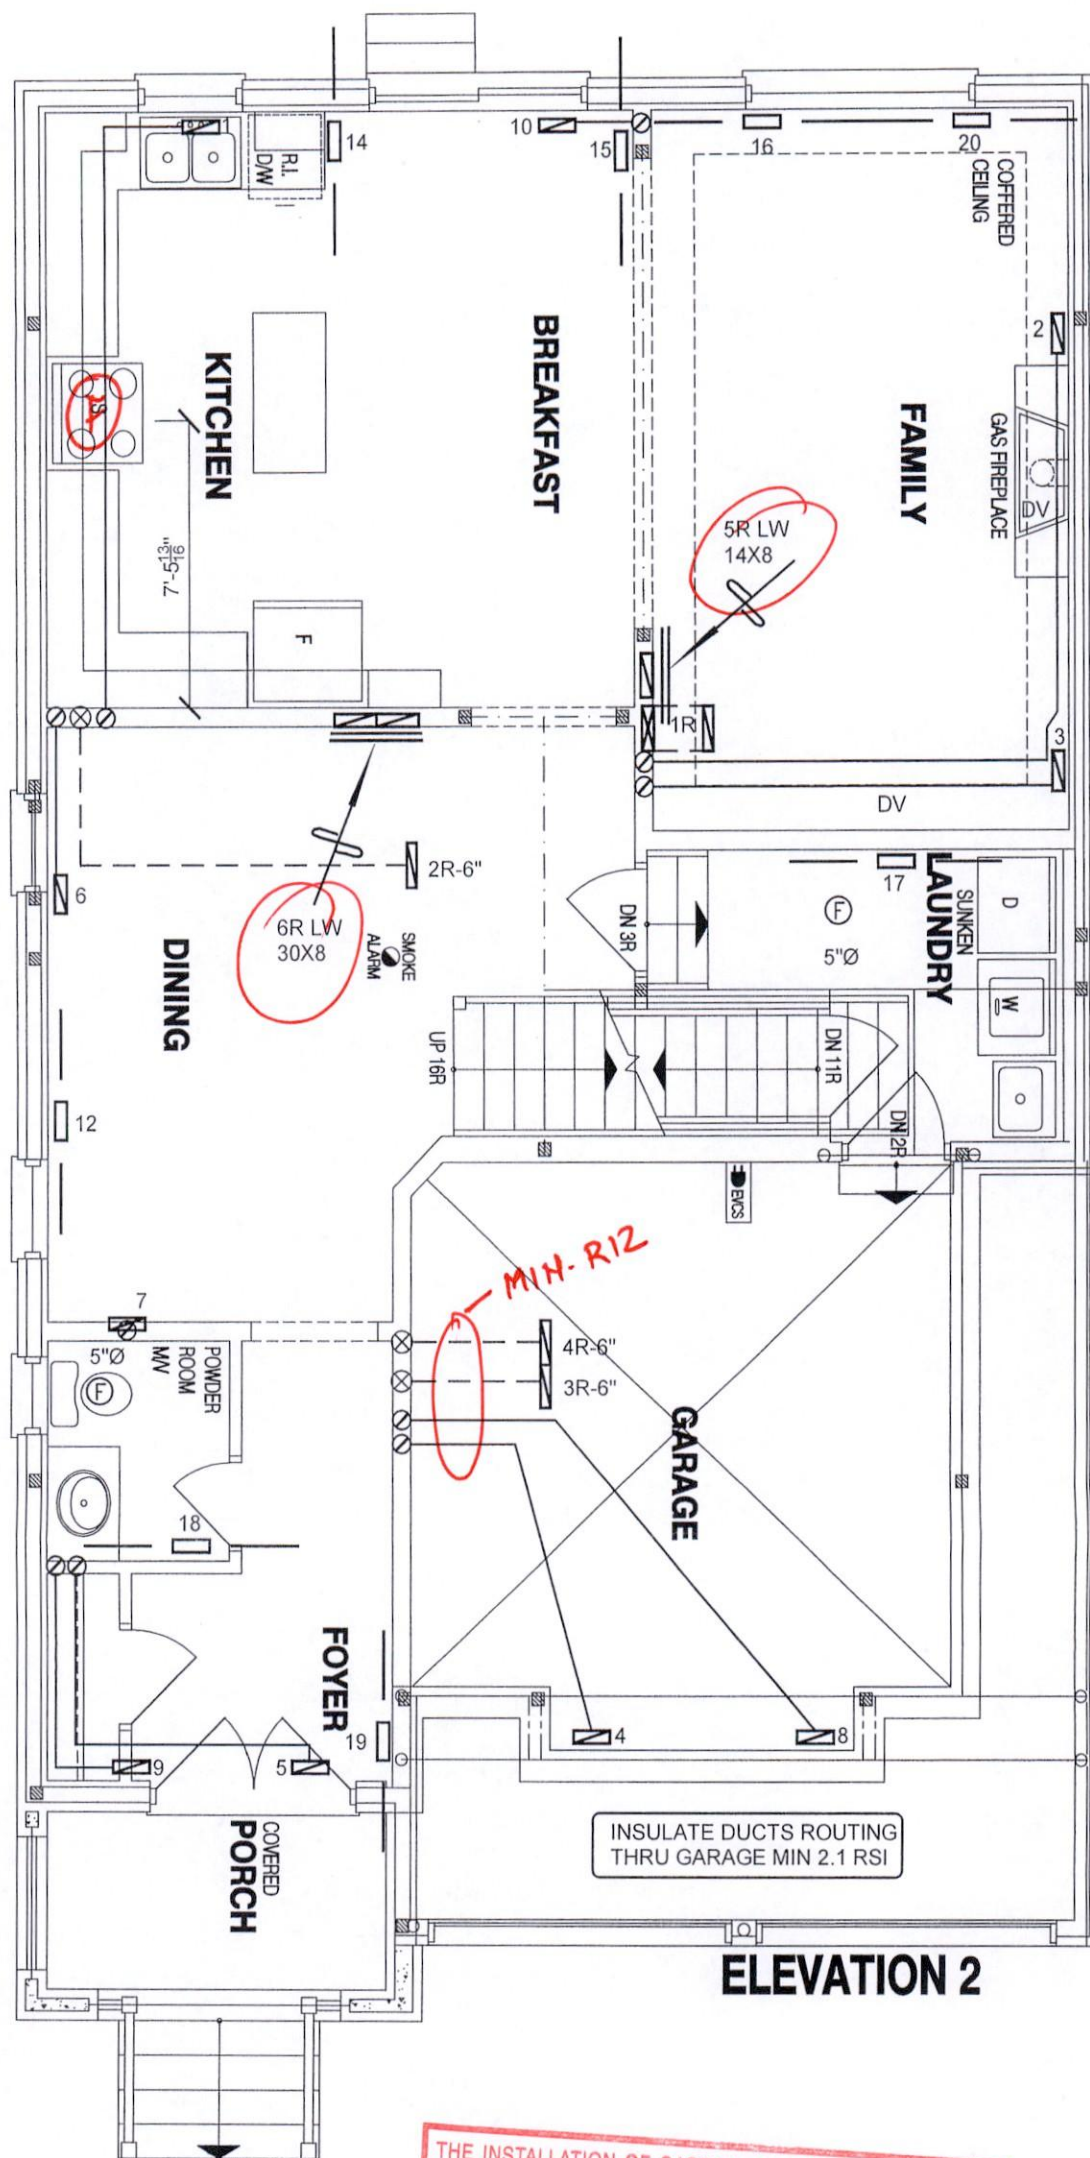 14
10
15
16
20
COFFERED
CEILING
R.I.
D/W
2
KITCHEN
BREAKFAST
FAMILY
GAS FIREPLACE
DV
5R LW
14X8
7'-5 13/16"
F
1R
3
DV
2R-6"
6
6R LW
30X8
SMOKE
ALARM
DINING
DN 3R
17
F
5"Ø
LAUNDRY
SUNKEN
D
W
UP 16R
DN 11R
DN 2R
12
EVCS
MIN- R12
7
5"Ø
F
POWDER
ROOM
4R-6"
3R-6"
GARAGE
18
FOYER
19
4
8
9
5
COVERED
PORCH
INSULATE DUCTS ROUTING
THRU GARAGE MIN 2.1 RSI
ELEVATION 2
THE INSTALLATION OF